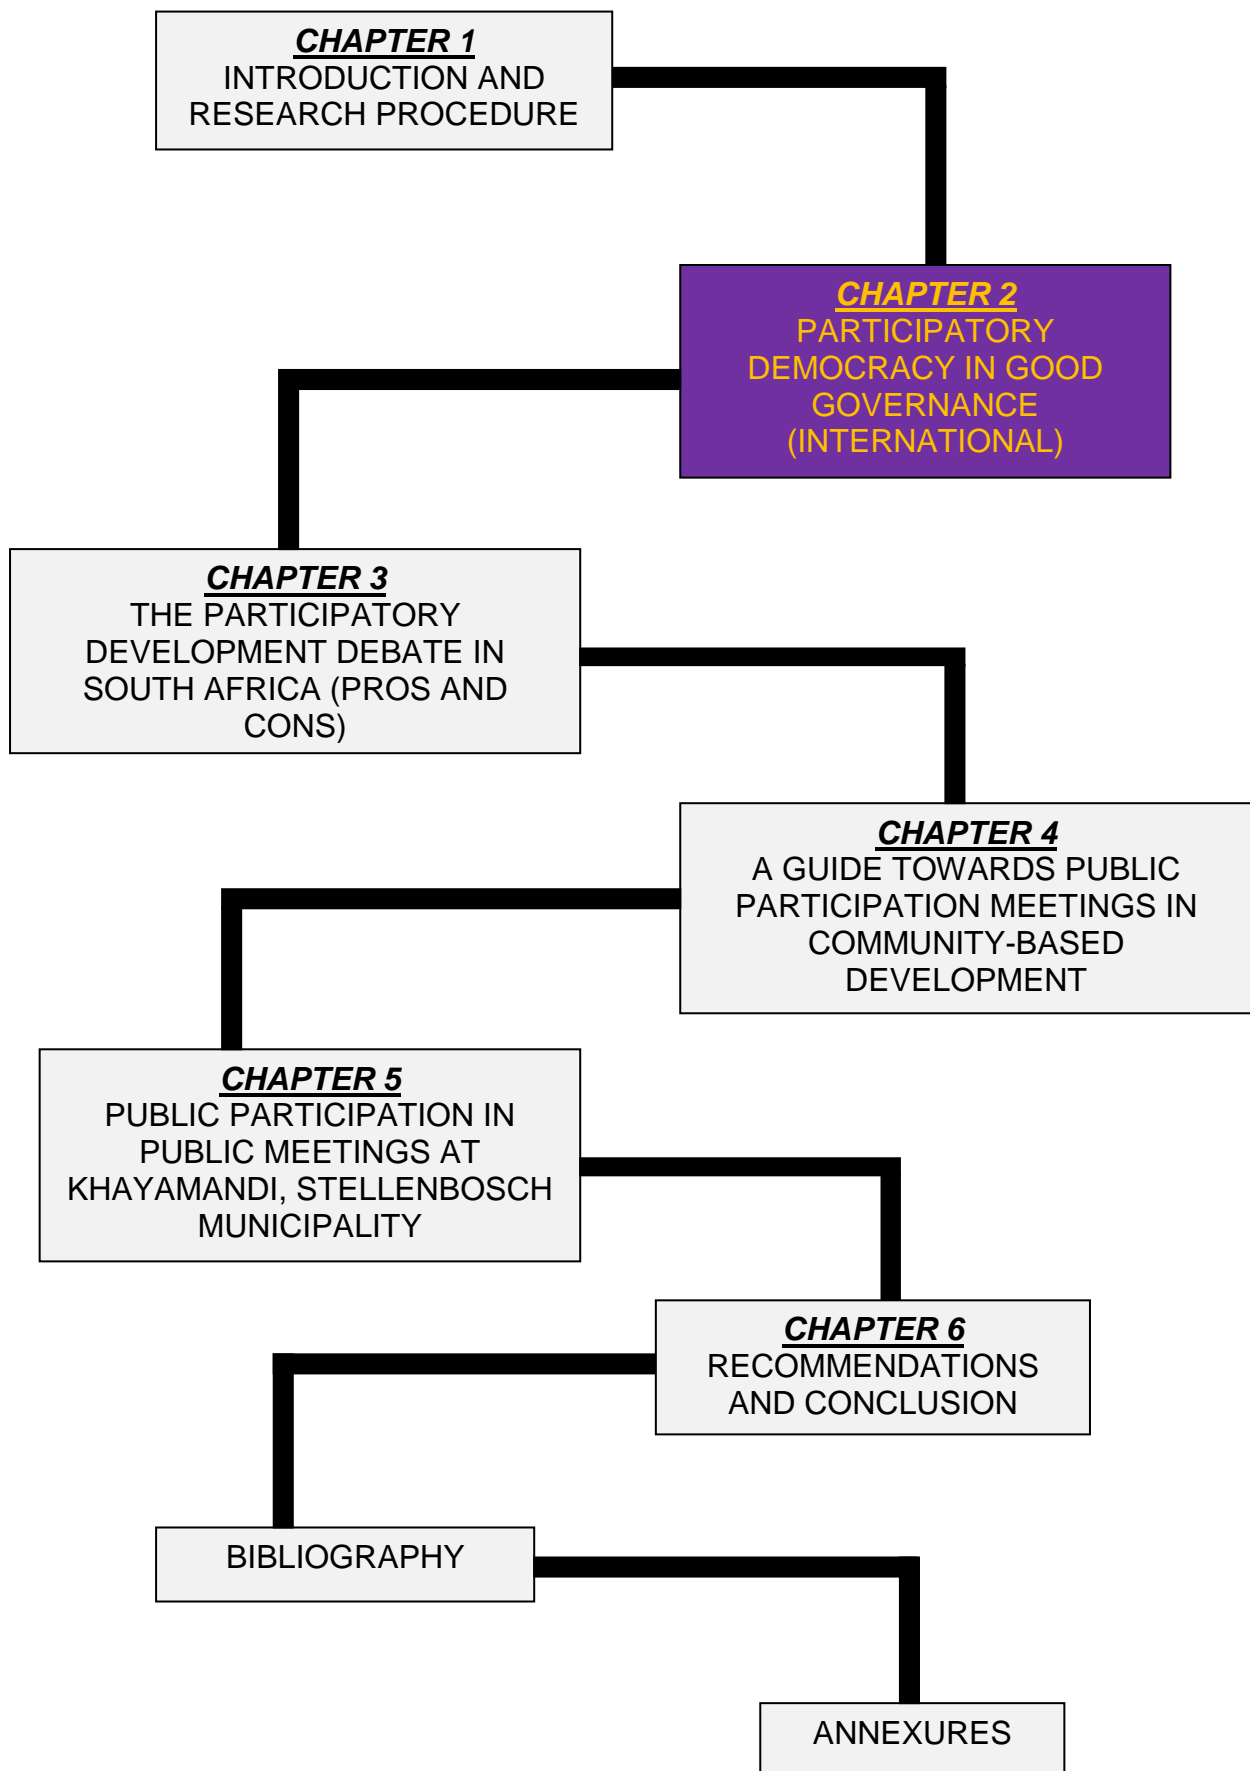 CHAPTER 1
INTRODUCTION AND
RESEARCH PROCEDURE
CHAPTER 2
PARTICIPATORY
DEMOCRACY IN GOOD
GOVERNANCE
(INTERNATIONAL)
CHAPTER 3
THE PARTICIPATORY
DEVELOPMENT DEBATE IN
SOUTH AFRICA (PROS AND
CONS)
CHAPTER 4
A GUIDE TOWARDS PUBLIC
PARTICIPATION MEETINGS IN
COMMUNITY-BASED
DEVELOPMENT
CHAPTER 5
PUBLIC PARTICIPATION IN
PUBLIC MEETINGS AT
KHAYAMANDI, STELLENBOSCH
MUNICIPALITY
CHAPTER 6
RECOMMENDATIONS
AND CONCLUSION
BIBLIOGRAPHY
ANNEXURES